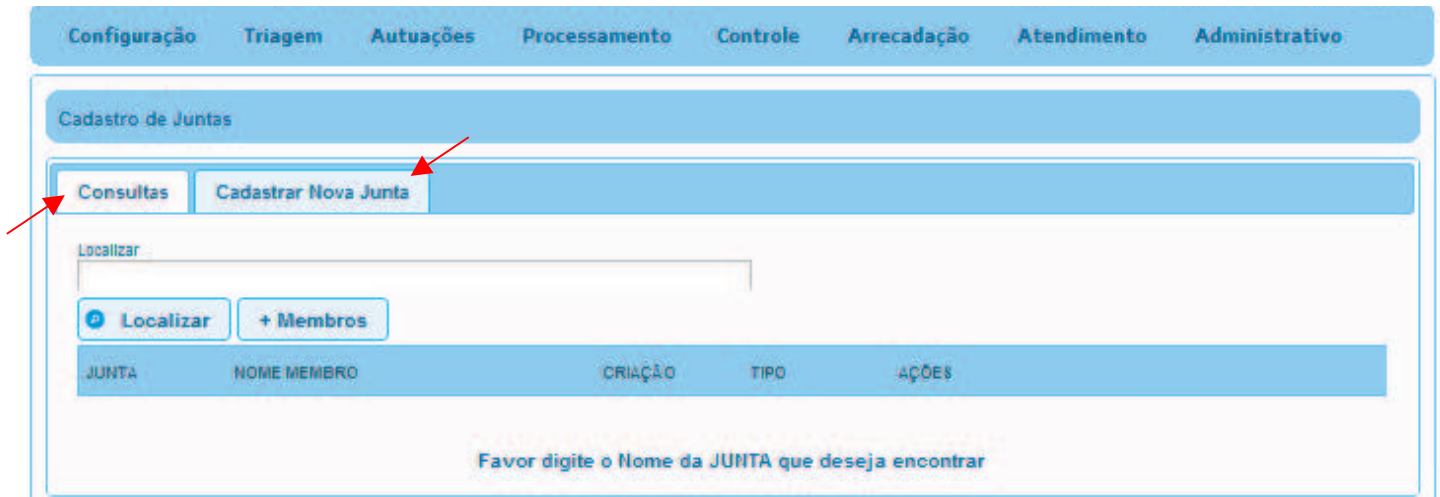 Configuração Triagem Autuações Processamento Controle Arrecadação Atendimento Administrativo
Cadastro de Juntas
Consultas Cadastrar Nova Junta
Localizar
Localizar + Membros
JUNTA NOME MEMBRO CRIAÇÃO TIPO AÇÕES
Favor digite o Nome da JUNTA que deseja encontrar